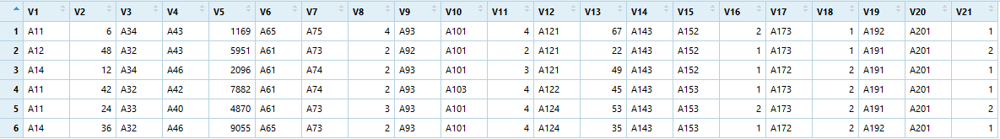 V1 V2 V3 V4 V5 V6 V7 V8 V9 V10 V11 V12 V13 V14 V15 V16 V17 V18 V19 V20 V21
1 A11 6 A34 A43 1169 A65 A75 4 A93 A101 4 A121 67 A143 A152 2 A173 1 A192 A201 1
2 A12 48 A32 A43 5951 A61 A73 2 A92 A101 2 A121 22 A143 A152 1 A173 1 A191 A201 2
3 A14 12 A34 A46 2096 A61 A74 2 A93 A101 3 A121 49 A143 A152 1 A172 2 A191 A201 1
4 A11 42 A32 A42 7882 A61 A74 2 A93 A103 4 A122 45 A143 A153 1 A173 2 A191 A201 1
5 A11 24 A33 A40 4870 A61 A73 3 A93 A101 4 A124 53 A143 A153 2 A173 2 A191 A201 2
6 A14 36 A32 A46 9055 A65 A73 2 A93 A101 4 A124 35 A143 A153 1 A172 2 A192 A201 1